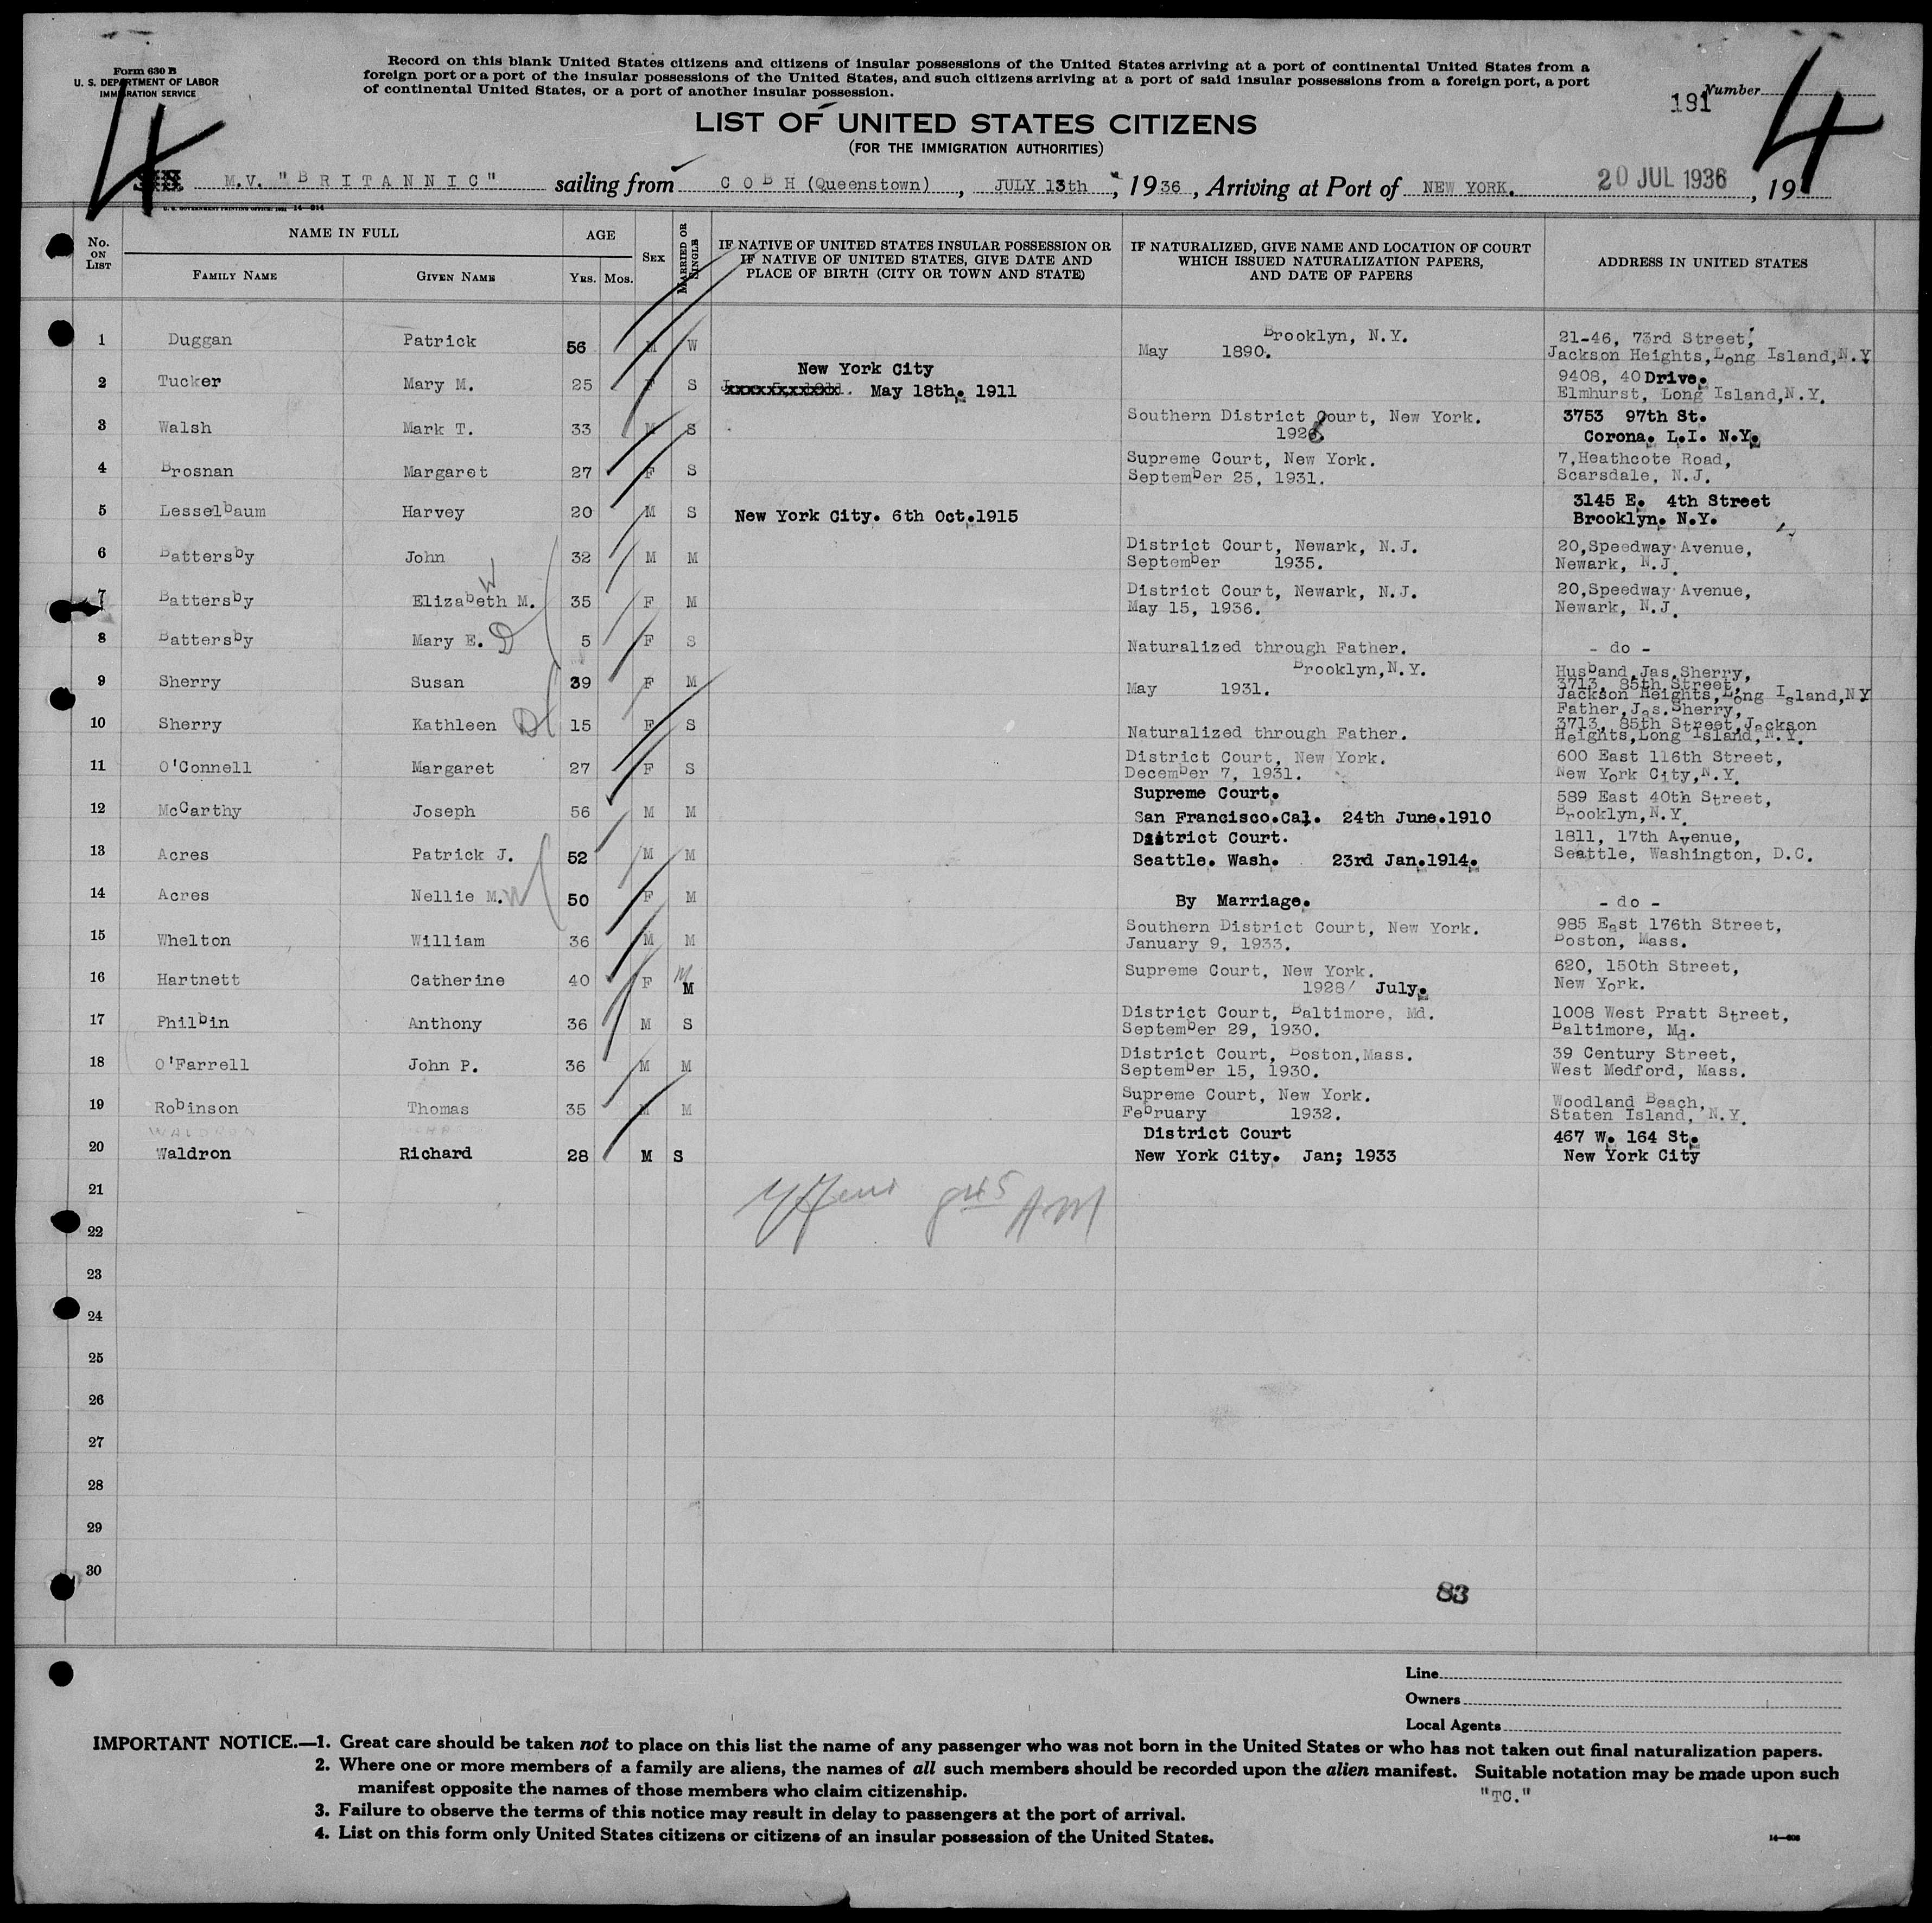 Form 630 B
U. S. DEPARTMENT OF LABOR
IMMIGRATION SERVICE
Record on this blank United States citizens and citizens of insular possessions of the United States arriving at a port of continental United States from a
foreign port or a port of the insular possessions of the United States, and such citizens arriving at a port of said insular possessions from a foreign port, a port
of continental United States, or a port of another insular possession.
4
Number
191
4
LIST OF UNITED STATES CITIZENS
(FOR THE IMMIGRATION AUTHORITIES)
M.V. "BRITANNIC" sailing from COBH (Queenstown), JULY 13th, 1936, Arriving at Port of NEW YORK. 20 JUL 1936, 19
No. ON LIST
NAME IN FULL
FAMILY NAME GIVEN NAME
AGE
YRS. MOS.
SEX
MARRIED OR SINGLE
IF NATIVE OF UNITED STATES INSULAR POSSESSION OR
IF NATIVE OF UNITED STATES, GIVE DATE AND
PLACE OF BIRTH (CITY OR TOWN AND STATE)
IF NATURALIZED, GIVE NAME AND LOCATION OF COURT
WHICH ISSUED NATURALIZATION PAPERS,
AND DATE OF PAPERS
ADDRESS IN UNITED STATES
1 Duggan Patrick 56 M W
Brooklyn, N.Y.
May 1890.
21-46, 73rd Street,
Jackson Heights, Long Island, N.Y
2 Tucker Mary M. 25 F S
New York City
May 18th. 1911
9408, 40 Drive.
Elmhurst, Long Island, N.Y.
3 Walsh Mark T. 33 M S
Southern District Court, New York.
1928
3753 97th St.
Corona. L.I. N.Y.
4 Brosnan Margaret 27 F S
Supreme Court, New York.
September 25, 1931.
7, Heathcote Road,
Scarsdale, N.J.
5 Lesselbaum Harvey 20 M S
New York City. 6th Oct. 1915
3145 E. 4th Street
Brooklyn. N.Y.
6 Battersby John 32 M M
District Court, Newark, N.J.
September 1935.
20, Speedway Avenue,
Newark, N.J.
7 Battersby Elizabeth M. W 35 F M
District Court, Newark, N.J.
May 15, 1936.
20, Speedway Avenue,
Newark, N.J.
8 Battersby Mary E. D 5 F S
Naturalized through Father.
- do -
9 Sherry Susan 39 F M
Brooklyn, N.Y.
May 1931.
Husband, Jas. Sherry,
3713, 85th Street,
Jackson Heights, Long Island, NY
10 Sherry Kathleen D 15 F S
Naturalized through Father.
Father, Jas. Sherry,
3713, 85th Street, Jackson
Heights, Long Island, N.Y.
11 O'Connell Margaret 27 F S
District Court, New York.
December 7, 1931.
600 East 116th Street,
New York City, N.Y.
12 McCarthy Joseph 56 M M
Supreme Court.
San Francisco. Cal. 24th June. 1910
589 East 40th Street,
Brooklyn, N.Y.
13 Acres Patrick J. 52 M M
District Court.
Seattle. Wash. 23rd Jan. 1914.
1811, 17th Avenue,
Seattle, Washington, D.C.
14 Acres Nellie M. W 50 F M
By Marriage.
- do -
15 Whelton William 36 M M
Southern District Court, New York.
January 9, 1933.
985 East 176th Street,
Boston, Mass.
16 Hartnett Catherine 40 F M M
Supreme Court, New York.
1928 July.
620, 150th Street,
New York.
17 Philbin Anthony 36 M S
District Court, Baltimore, Md.
September 29, 1930.
1008 West Pratt Street,
Baltimore, Md.
18 O'Farrell John P. 36 M M
District Court, Boston, Mass.
September 15, 1930.
39 Century Street,
West Medford, Mass.
19 Robinson Thomas 35 M M
Supreme Court, New York.
February 1932.
Woodland Beach,
Staten Island, N.Y.
WALDRON
20 Waldron Richard 28 M S
District Court
New York City. Jan; 1933
467 W. 164 St.
New York City
21
AM
22
23
24
25
26
27
28
29
30
83
Line
Owners
Local Agents
IMPORTANT NOTICE.—1. Great care should be taken not to place on this list the name of any passenger who was not born in the United States or who has not taken out final naturalization papers.
2. Where one or more members of a family are aliens, the names of all such members should be recorded upon the alien manifest. Suitable notation may be made upon such
manifest opposite the names of those members who claim citizenship.
"TC."
3. Failure to observe the terms of this notice may result in delay to passengers at the port of arrival.
4. List on this form only United States citizens or citizens of an insular possession of the United States.